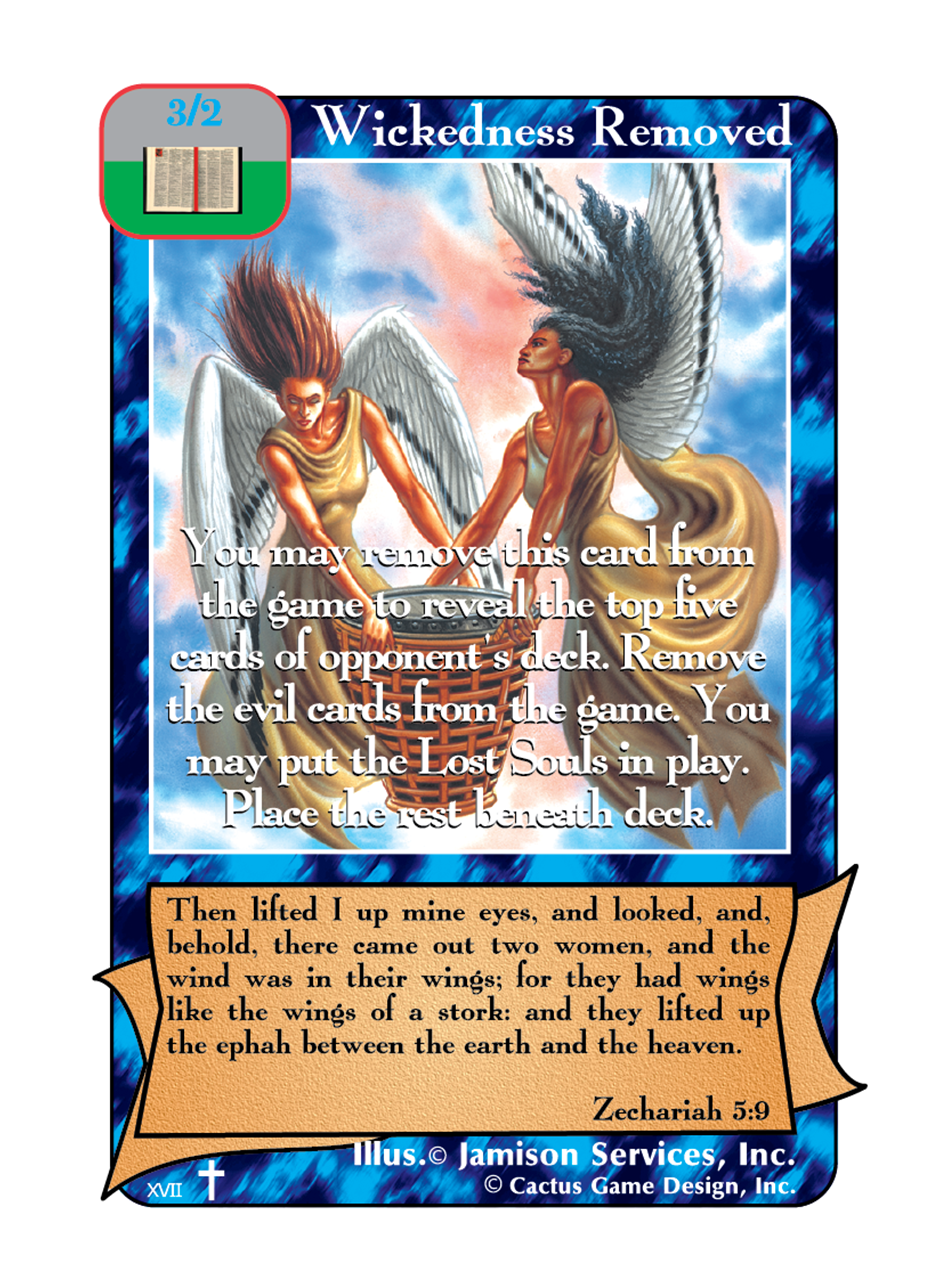 3/2
Wickedness Removed
You may remove this card from
the game to reveal the top five
cards of opponent's deck. Remove
the evil cards from the game. You
may put the Lost Souls in play.
Place the rest beneath deck.
Then lifted I up mine eyes, and looked, and,
behold, there came out two women, and the
wind was in their wings; for they had wings
like the wings of a stork: and they lifted up
the ephah between the earth and the heaven.
Zechariah 5:9
Illus.© Jamison Services, Inc.
XVII
© Cactus Game Design, Inc.